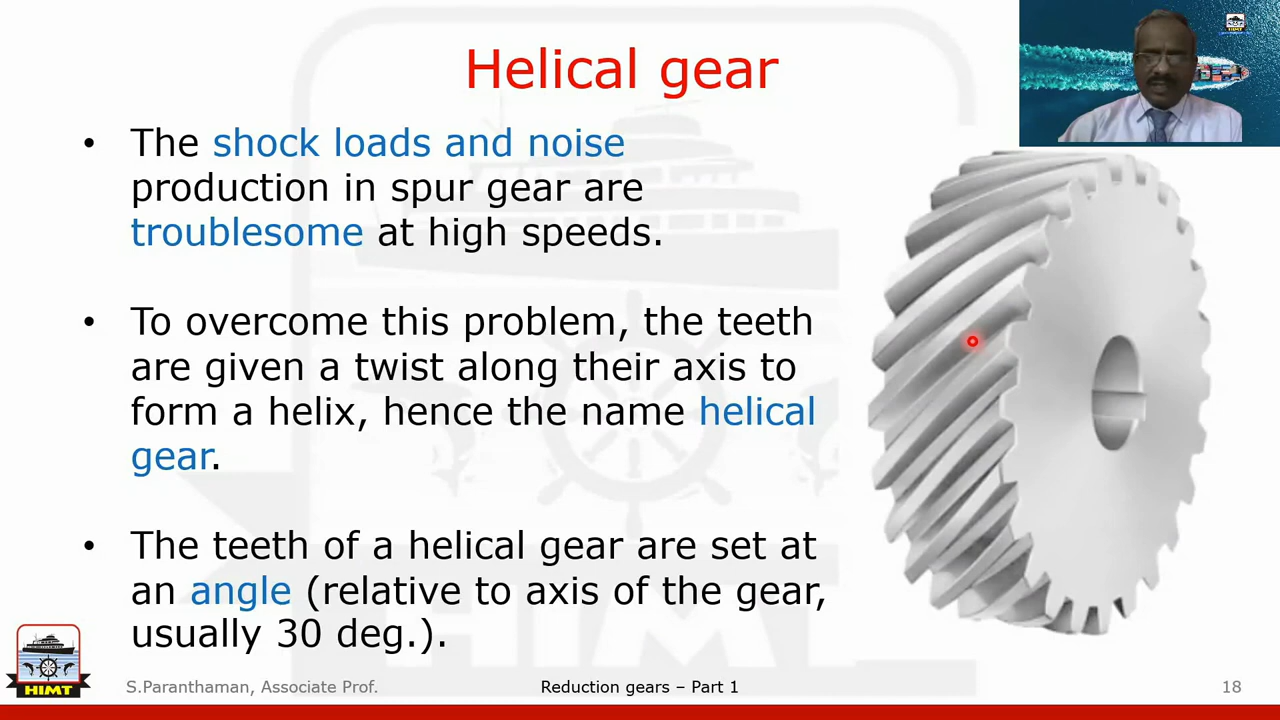 Helical gear
• The shock loads and noise
production in spur gear are
troublesome at high speeds.
• To overcome this problem, the teeth
are given a twist along their axis to
form a helix, hence the name helical
gear.
• The teeth of a helical gear are set at
an angle (relative to axis of the gear,
usually 30 deg.).
HIMT
HIMT
HIMT
S.Paranthaman, Associate Prof.
Reduction gears – Part 1
18